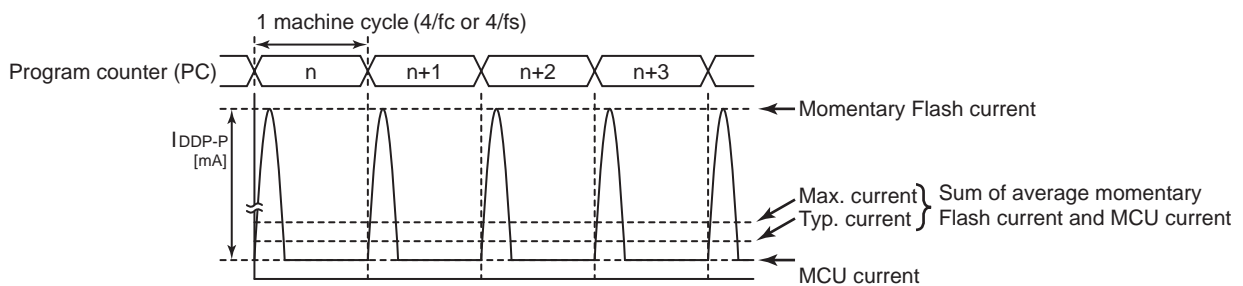 1 machine cycle (4/fc or 4/fs)
Program counter (PC)
n
n+1
n+2
n+3
Momentary Flash current
I DDP-P
[mA]
Max. current
Typ. current
Sum of average momentary
Flash current and MCU current
MCU current